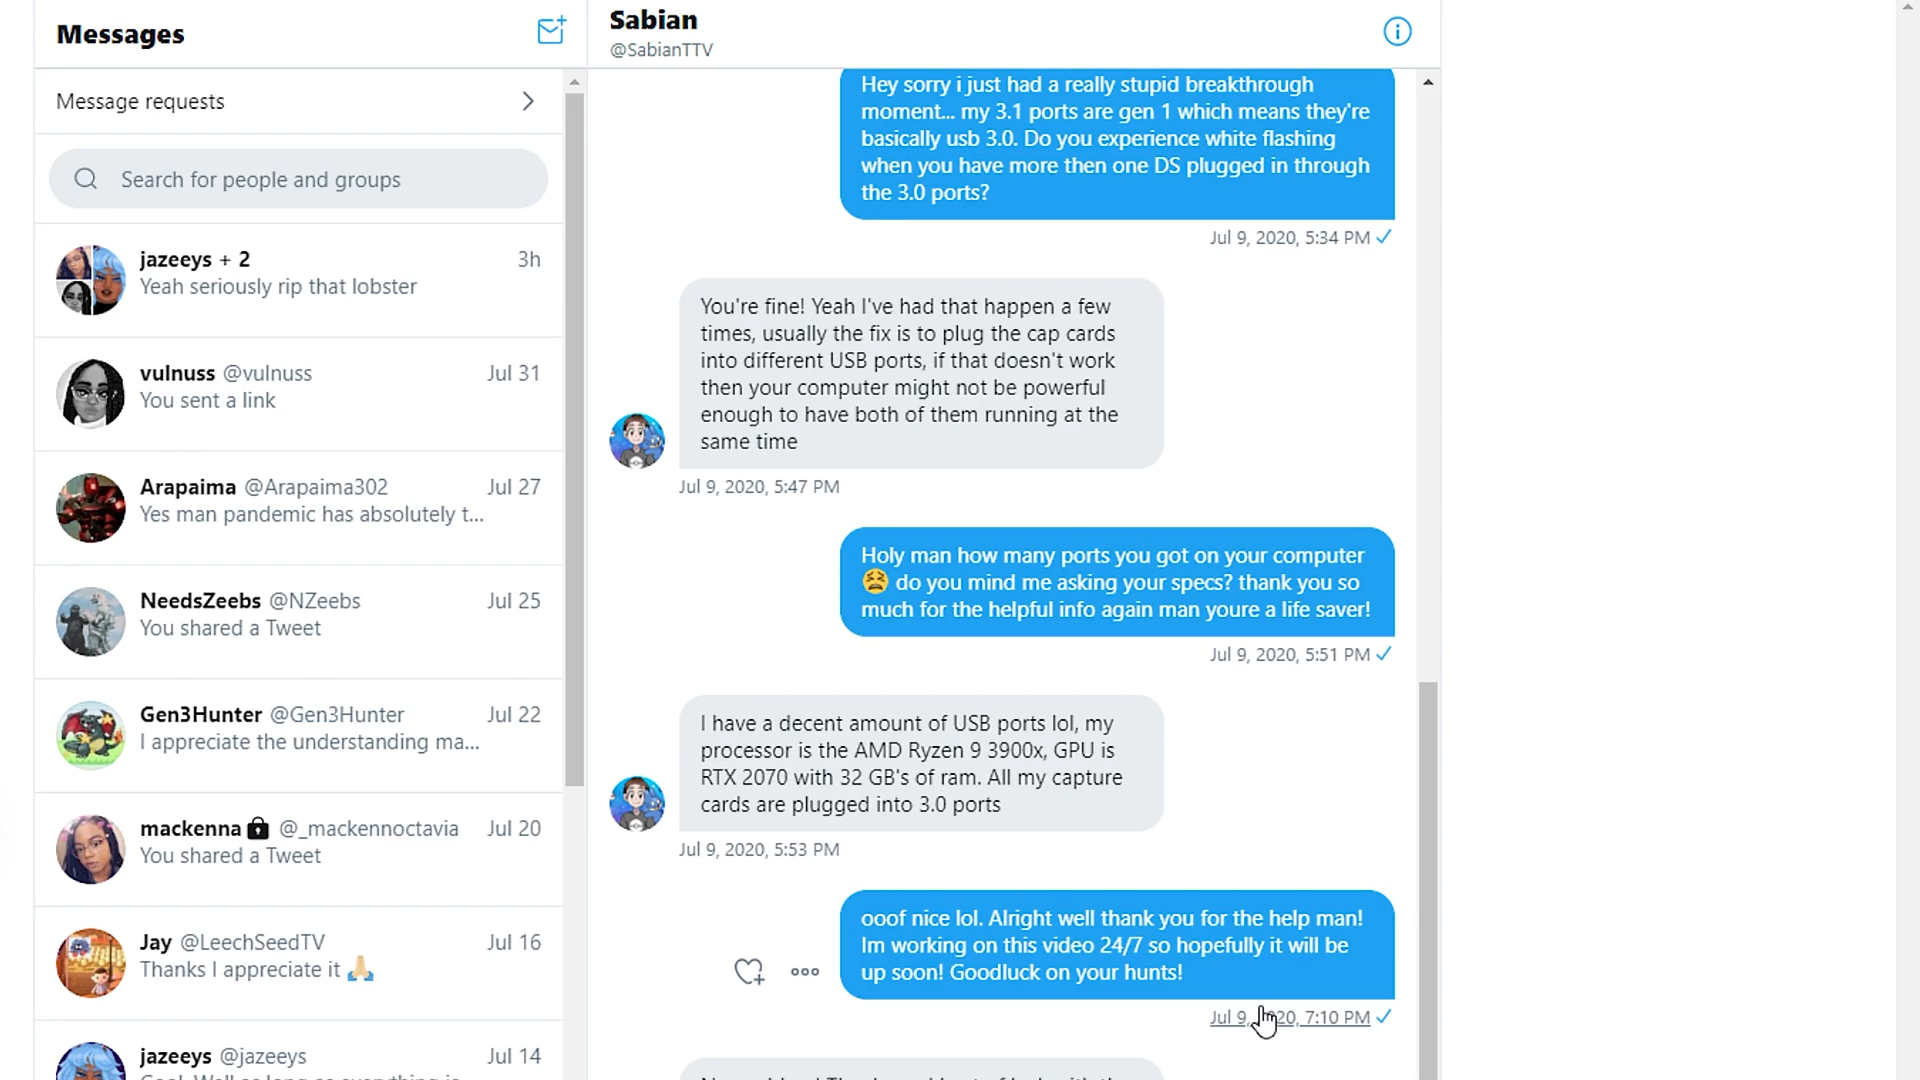 Messages
Message requests
Search for people and groups
jazeeys + 2
3h
Yeah seriously rip that lobster
vulnuss @vulnuss
Jul 31
You sent a link
Arapaima @Arapaima302
Jul 27
Yes man pandemic has absolutely t...
NeedsZeebs @NZeebs
Jul 25
You shared a Tweet
Gen3Hunter @Gen3Hunter
Jul 22
I appreciate the understanding ma...
mackenna @_mackennoctavia
Jul 20
You shared a Tweet
Jay @LeechSeedTV
Jul 16
Thanks I appreciate it 🙏🏼
jazeeys @jazeeys
Jul 14
Sabian
@SabianTTV
Hey sorry i just had a really stupid breakthrough
moment... my 3.1 ports are gen 1 which means they're
basically usb 3.0. Do you experience white flashing
when you have more then one DS plugged in through
the 3.0 ports?
Jul 9, 2020, 5:34 PM
You're fine! Yeah I've had that happen a few
times, usually the fix is to plug the cap cards
into different USB ports, if that doesn't work
then your computer might not be powerful
enough to have both of them running at the
same time
Jul 9, 2020, 5:47 PM
Holy man how many ports you got on your computer
😫 do you mind me asking your specs? thank you so
much for the helpful info again man youre a life saver!
Jul 9, 2020, 5:51 PM
I have a decent amount of USB ports lol, my
processor is the AMD Ryzen 9 3900x, GPU is
RTX 2070 with 32 GB's of ram. All my capture
cards are plugged into 3.0 ports
Jul 9, 2020, 5:53 PM
ooof nice lol. Alright well thank you for the help man!
Im working on this video 24/7 so hopefully it will be
up soon! Goodluck on your hunts!
Jul 9, 2020, 7:10 PM